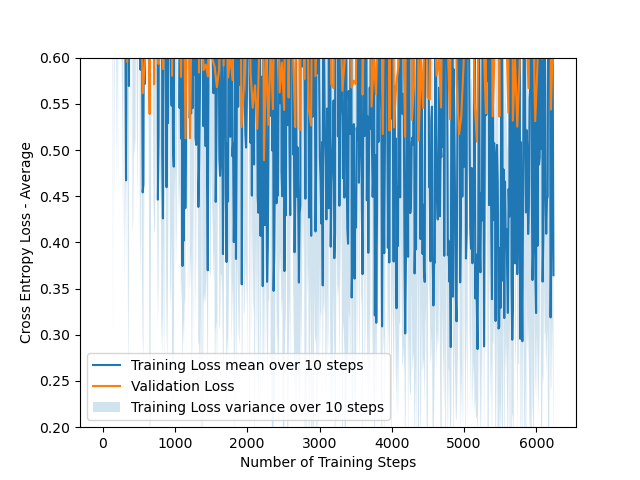 0.60
0.55
0.50
0.45
0.40
0.35
0.30
0.25
0.20
Cross Entropy Loss - Average
Training Loss mean over 10 steps
Validation Loss
Training Loss variance over 10 steps
0 1000 2000 3000 4000 5000 6000
Number of Training Steps